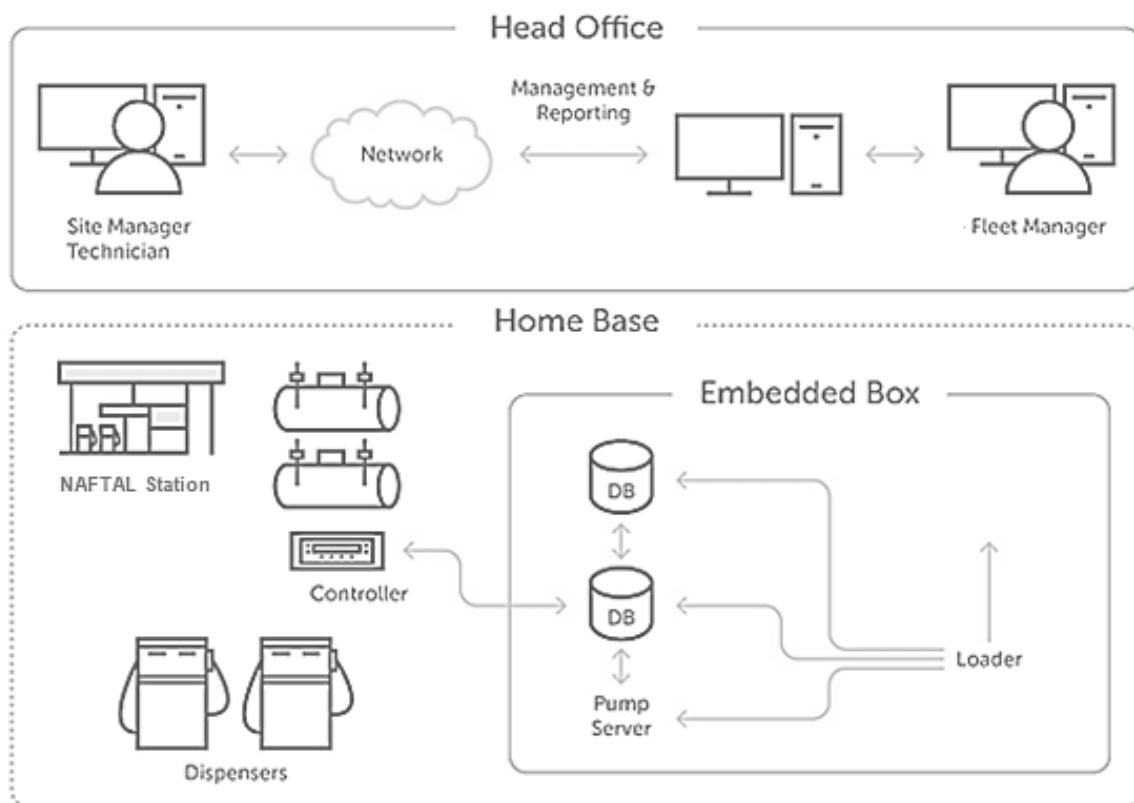 Head Office
Management &
Reporting
Network
Site Manager
Technician
Fleet Manager
Home Base
NAFTAL Station
Embedded Box
DB
Controller
DB
Loader
Pump
Server
Dispensers